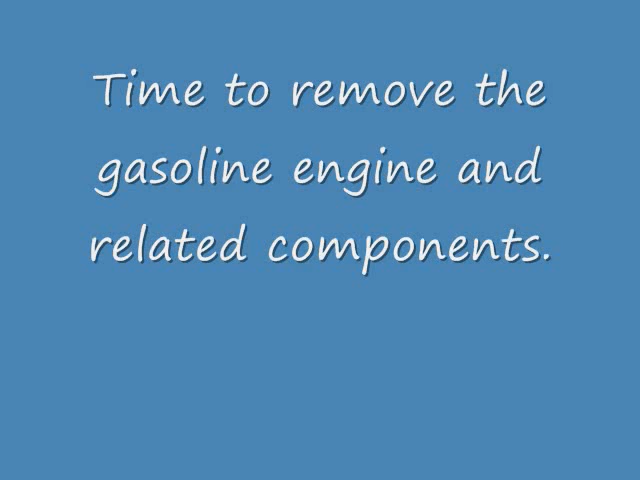 Time to remove the
gasoline engine and
related components.